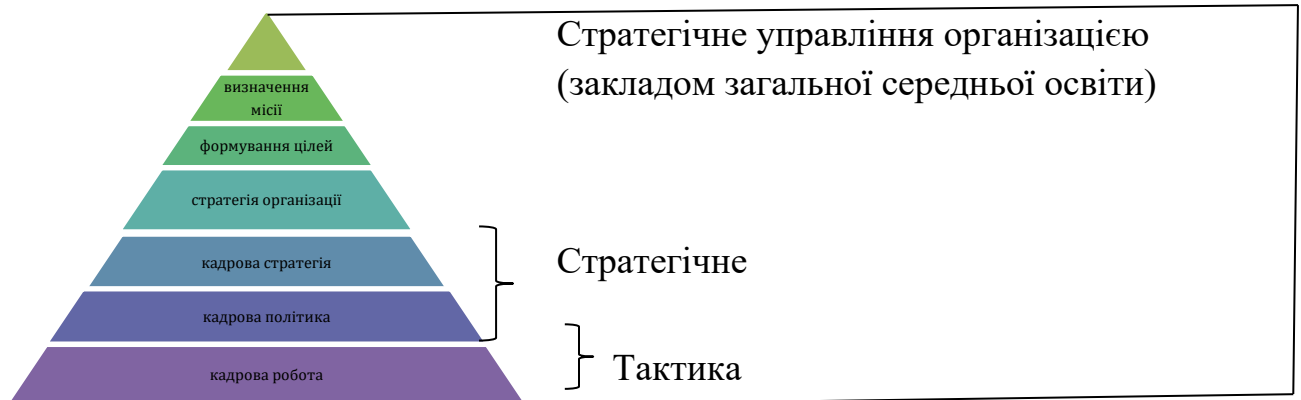 Стратегічне управління організацією
(закладом загальної середньої освіти)
визначення
місії
формування цілей
стратегія організації
кадрова стратегія
Стратегічне
кадрова політика
кадрова робота
Тактика